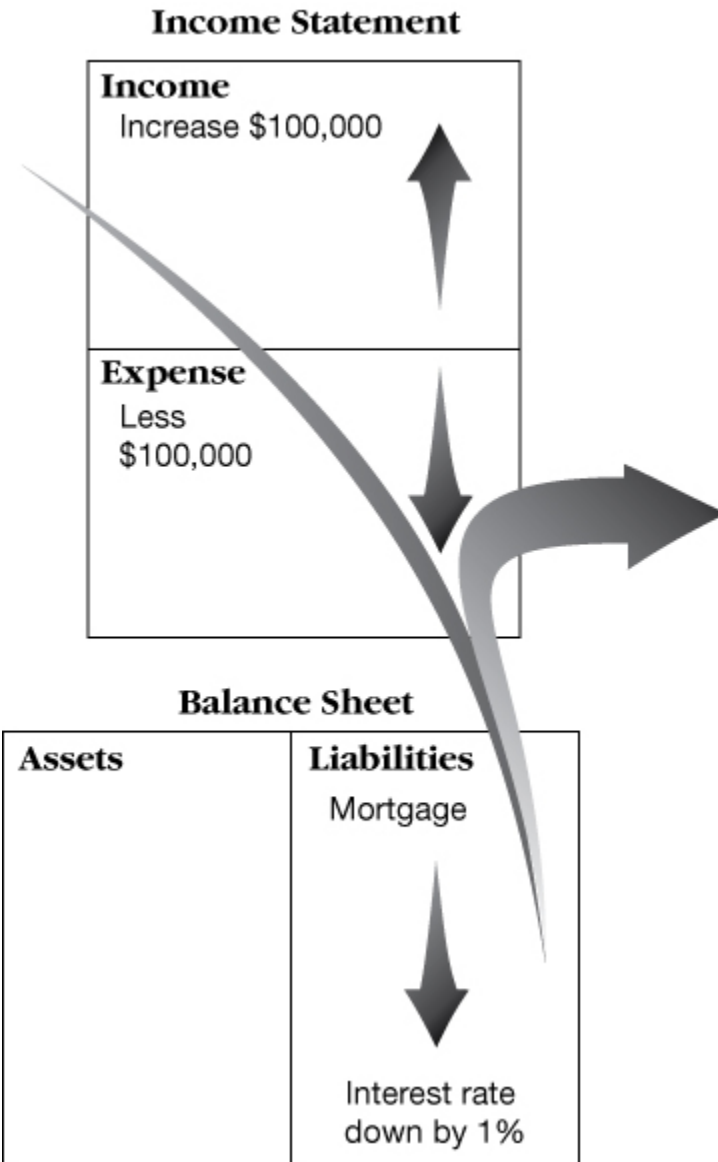 Income Statement
Income
Increase $100,000
Expense
Less
$100,000
Balance Sheet
Assets
Liabilities
Mortgage
Interest rate
down by 1%